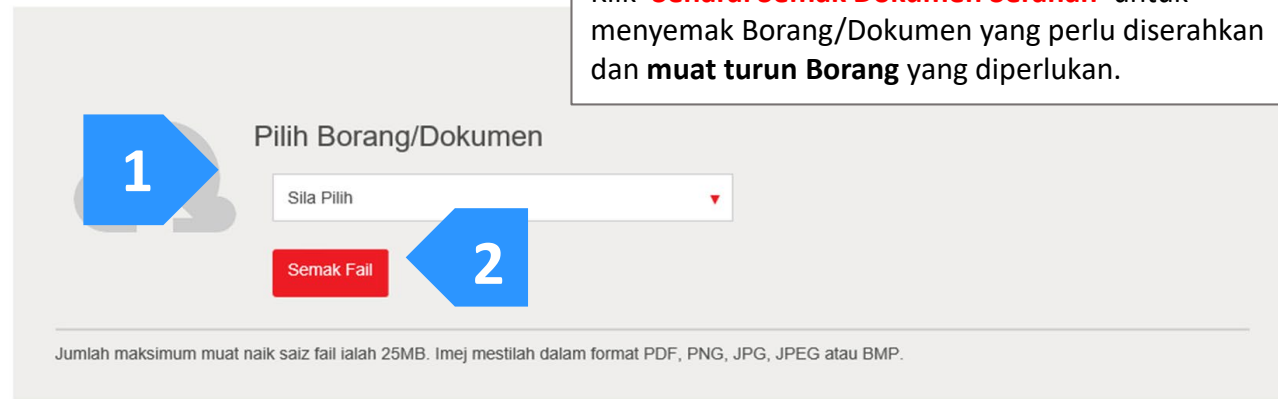 menyemak Borang/Dokumen yang perlu diserahkan
dan muat turun Borang yang diperlukan.
Pilih Borang/Dokumen
1
Sila Pilih
Semak Fail
2
Jumlah maksimum muat naik saiz fail ialah 25MB. Imej mestilah dalam format PDF, PNG, JPG, JPEG atau BMP.